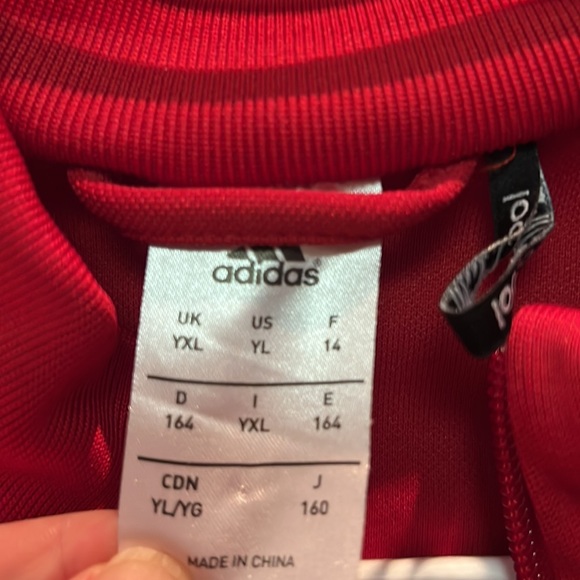 adidas®
UK US F
YXL YL 14
D I E
164 YXL 164
CDN J
YL/YG 160
MADE IN CHINA